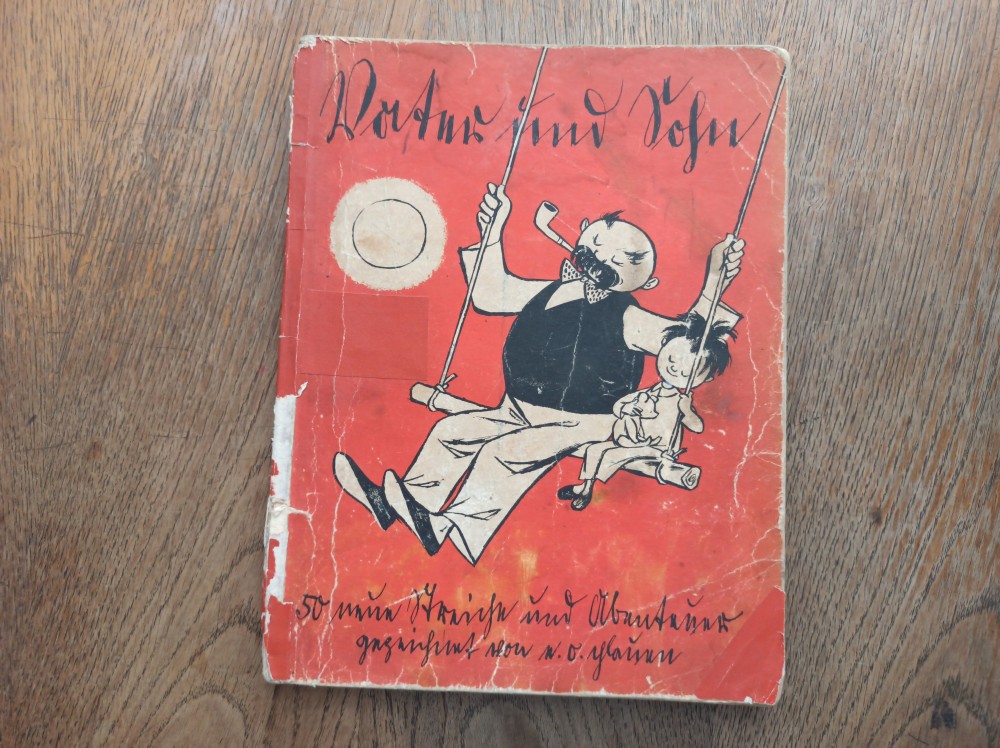 Vater und Sohn
50 neue Streiche und Abenteuer
gezeichnet von e. o. plauen